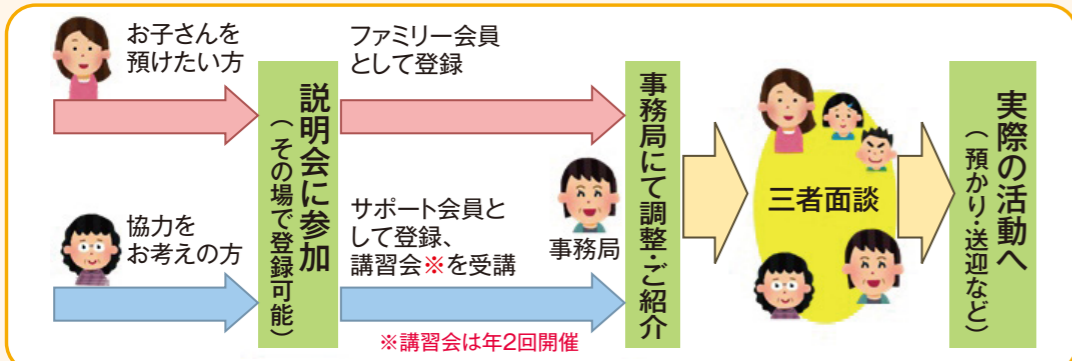 お子さんを
預けたい方
協力を
お考えの方
説明会に参加
（その場で登録可能）
ファミリー会員
として登録
サポート会員と
して登録、
講習会※を受講
※講習会は年2回開催
事務局
事務局にて調整・ご紹介
三者面談
実際の活動へ
（預かり・送迎など）